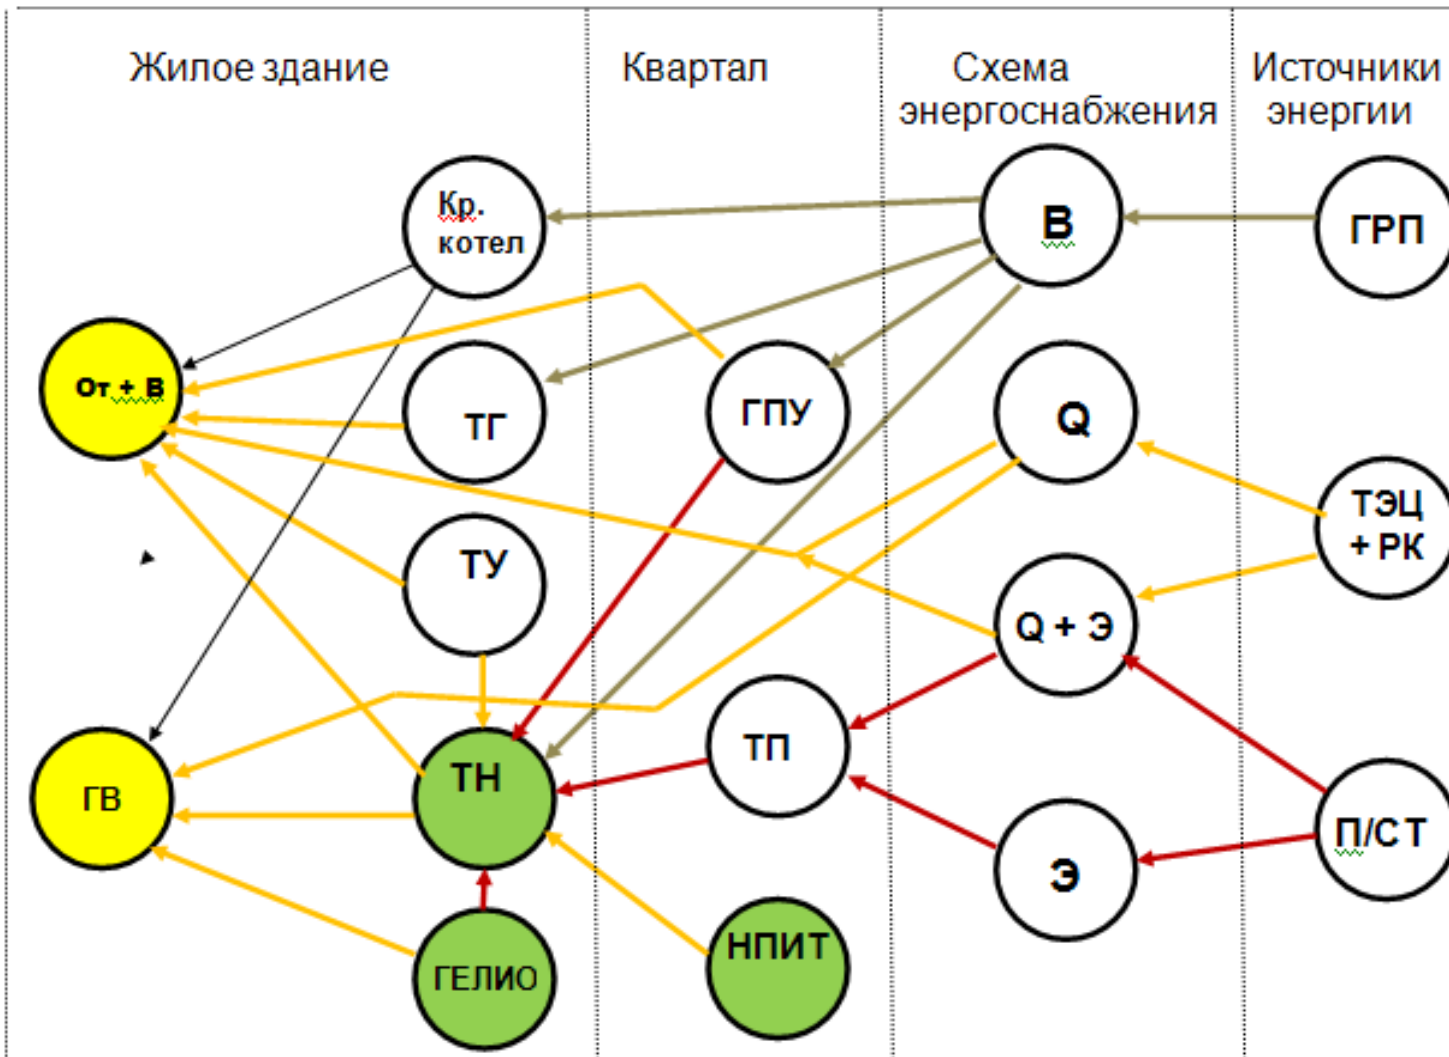 Жилое здание
Квартал
Схема
энергоснабжения
Источники
энергии
Кр.
котел
В
ГРП
От + В
ТГ
ГПУ
Q
ТЭЦ
+ РК
ТУ
Q + Э
ГВ
ТН
ТП
П/СТ
Э
ГЕЛИО
НПИТ